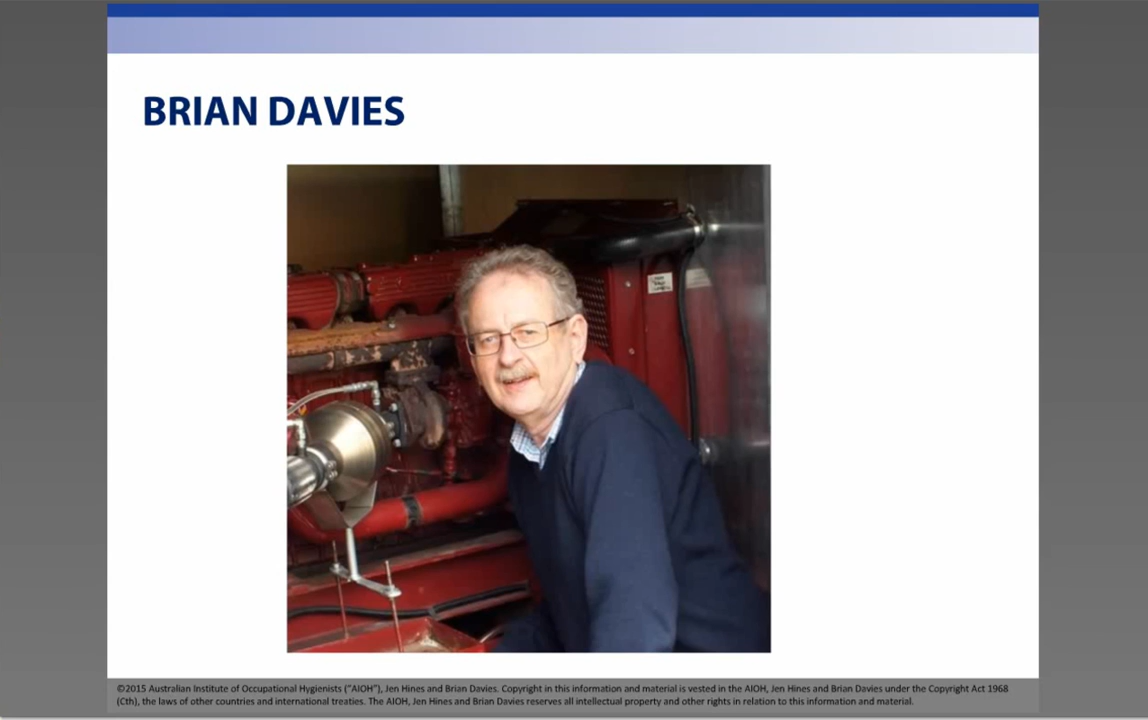 BRIAN DAVIES
©2015 Australian Institute of Occupational Hygienists (“AIOH”), Jen Hines and Brian Davies. Copyright in this information and material is vested in the AIOH, Jen Hines and Brian Davies under the Copyright Act 1968
(Cth), the laws of other countries and international treaties. The AIOH, Jen Hines and Brian Davies reserves all intellectual property and other rights in relation to this information and material.